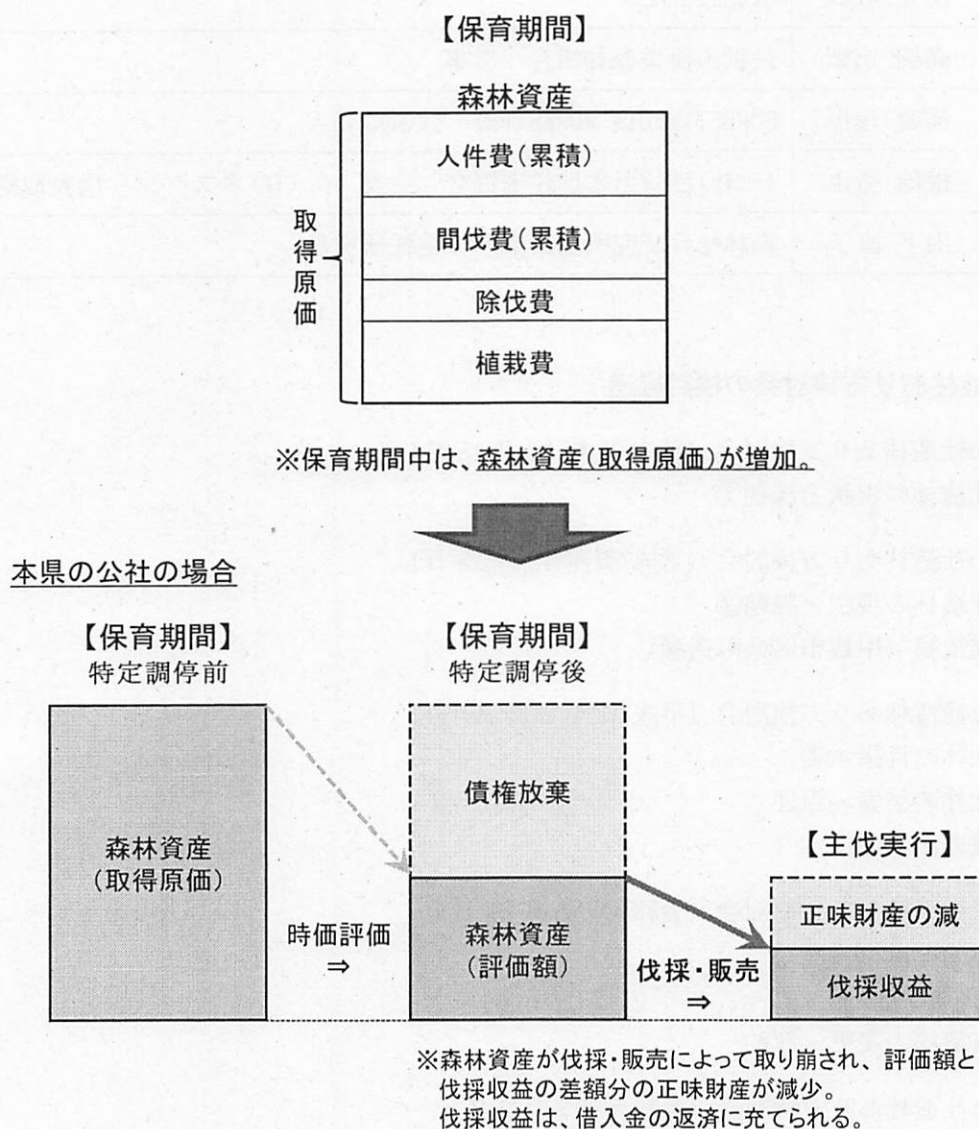 【保育期間】
森林資産
人件費(累積)
間伐費(累積)
除伐費
植栽費
取得原価
※保育期間中は、森林資産(取得原価)が増加。
本県の公社の場合
【保育期間】
特定調停前
森林資産
(取得原価)
時価評価
⇒
【保育期間】
特定調停後
債権放棄
森林資産
(評価額)
伐採・販売
⇒
【主伐実行】
正味財産の減
伐採収益
※森林資産が伐採・販売によって取り崩され、評価額と
伐採収益の差額分の正味財産が減少。
伐採収益は、借入金の返済に充てられる。